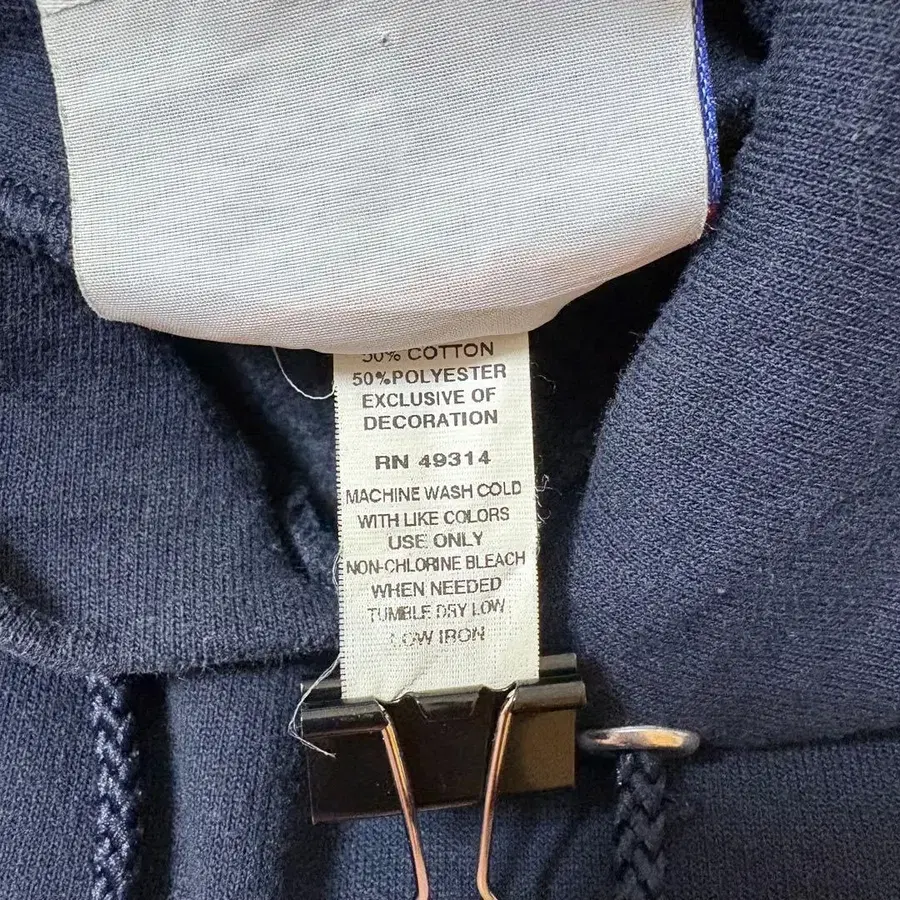 50% COTTON
50%POLYESTER
EXCLUSIVE OF
DECORATION
RN 49314
MACHINE WASH COLD
WITH LIKE COLORS
USE ONLY
NON-CHLORINE BLEACH
WHEN NEEDED
TUMBLE DRY LOW
LOW IRON